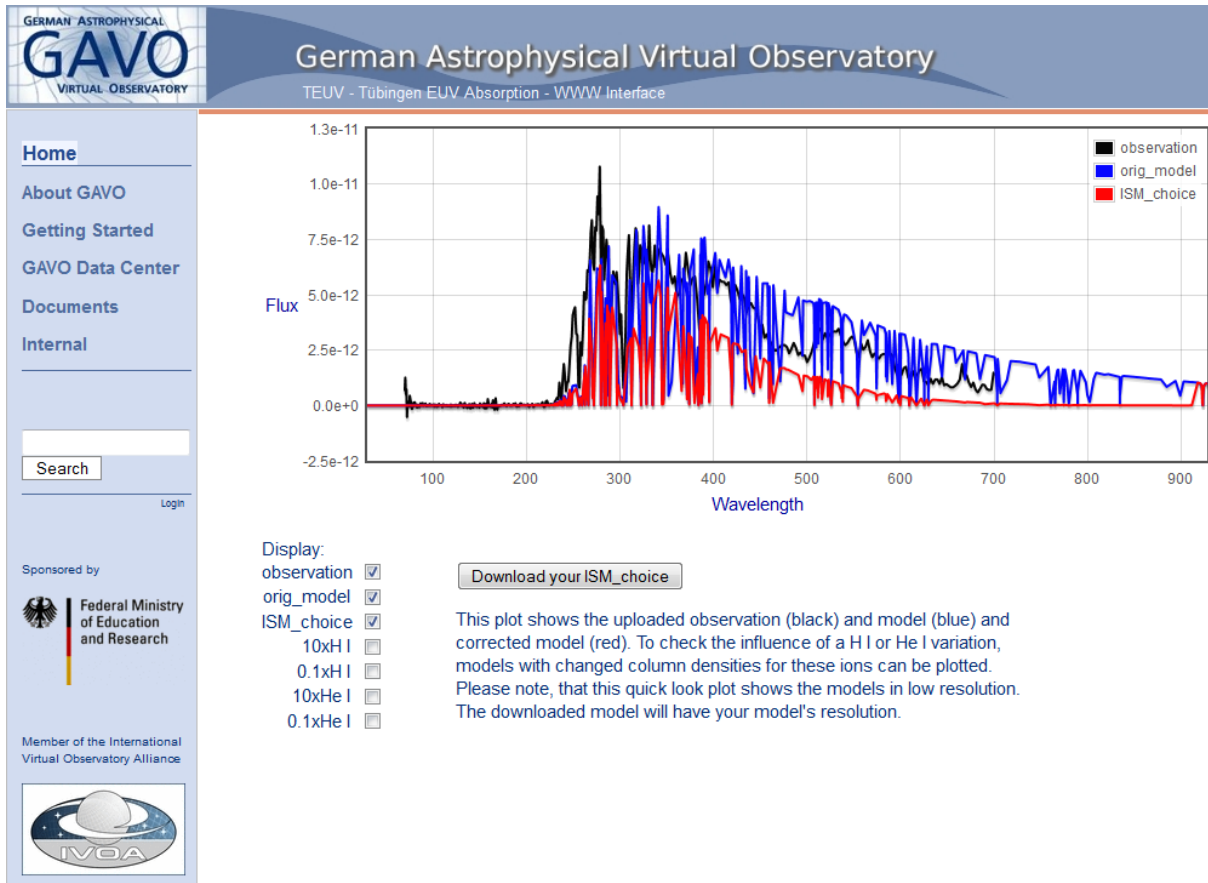 GERMAN ASTROPHYSICAL
GAVO
VIRTUAL OBSERVATORY
German Astrophysical Virtual Observatory
TEUV - Tübingen EUV Absorption - WWW Interface
Home
About GAVO
Getting Started
GAVO Data Center
Documents
Internal
Search
Login
Sponsored by
Federal Ministry
of Education
and Research
Member of the International
Virtual Observatory Alliance
IVOA
1.3e-11
1.0e-11
7.5e-12
5.0e-12
2.5e-12
0.0e+0
-2.5e-12
Flux
observation
orig_model
ISM_choice
100 200 300 400 500 600 700 800 900
Wavelength
Display:
observation
orig_model
ISM_choice
10xH I
0.1xH I
10xHe I
0.1xHe I
Download your ISM_choice
This plot shows the uploaded observation (black) and model (blue) and
corrected model (red). To check the influence of a H I or He I variation,
models with changed column densities for these ions can be plotted.
Please note, that this quick look plot shows the models in low resolution.
The downloaded model will have your model's resolution.